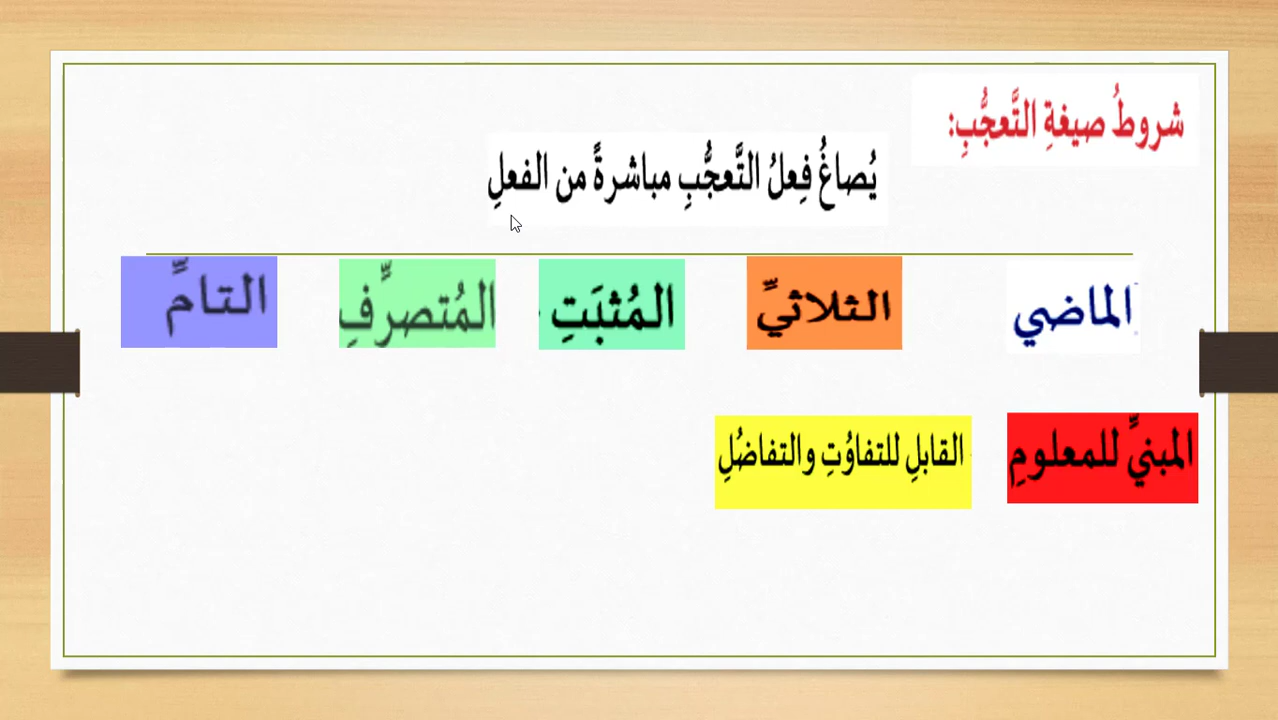 شروطُ صيغةِ التَّعجُّبِ:
يُصاغُ فِعلُ التَّعجُّبِ مباشرةً من الفعلِ
الماضي الثلاثيِّ المُثبَتِ المُتصرِّفِ التامِّ
المبنيِّ للمعلومِ القابلِ للتفاوُتِ والتفاضُلِ